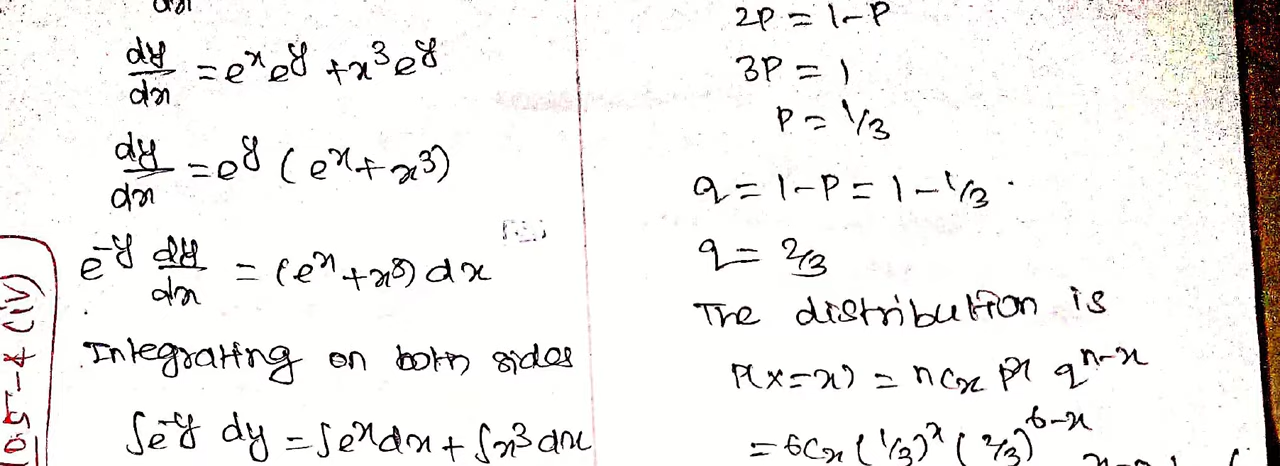 dy/dx = e^x e^y + x^3 e^y
dy/dx = e^y (e^x + x^3)
e^-y dy/dx = (e^x + x^3) dx
Integrating on both sides
∫e^-y dy = ∫e^x dx + ∫x^3 dx
2P = 1-P
3P = 1
P = 1/3
q = 1-P = 1-1/3
q = 2/3
The distribution is
P(X=x) = nCx p^x q^n-x
= 6Cx (1/3)^x (2/3)^6-x